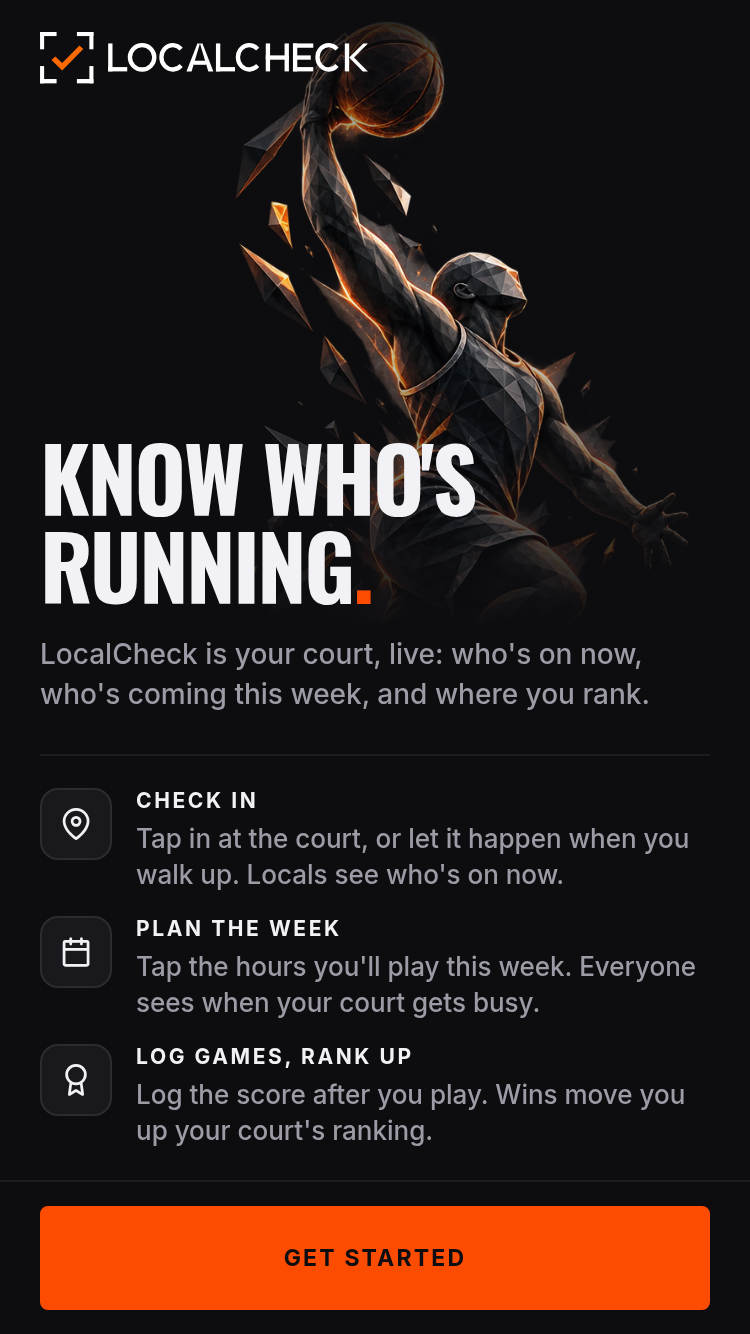 LOCALCHECK
KNOW WHO'S
RUNNING.
LocalCheck is your court, live: who's on now,
who's coming this week, and where you rank.
CHECK IN
Tap in at the court, or let it happen when you
walk up. Locals see who's on now.
PLAN THE WEEK
Tap the hours you'll play this week. Everyone
sees when your court gets busy.
LOG GAMES, RANK UP
Log the score after you play. Wins move you
up your court's ranking.
GET STARTED